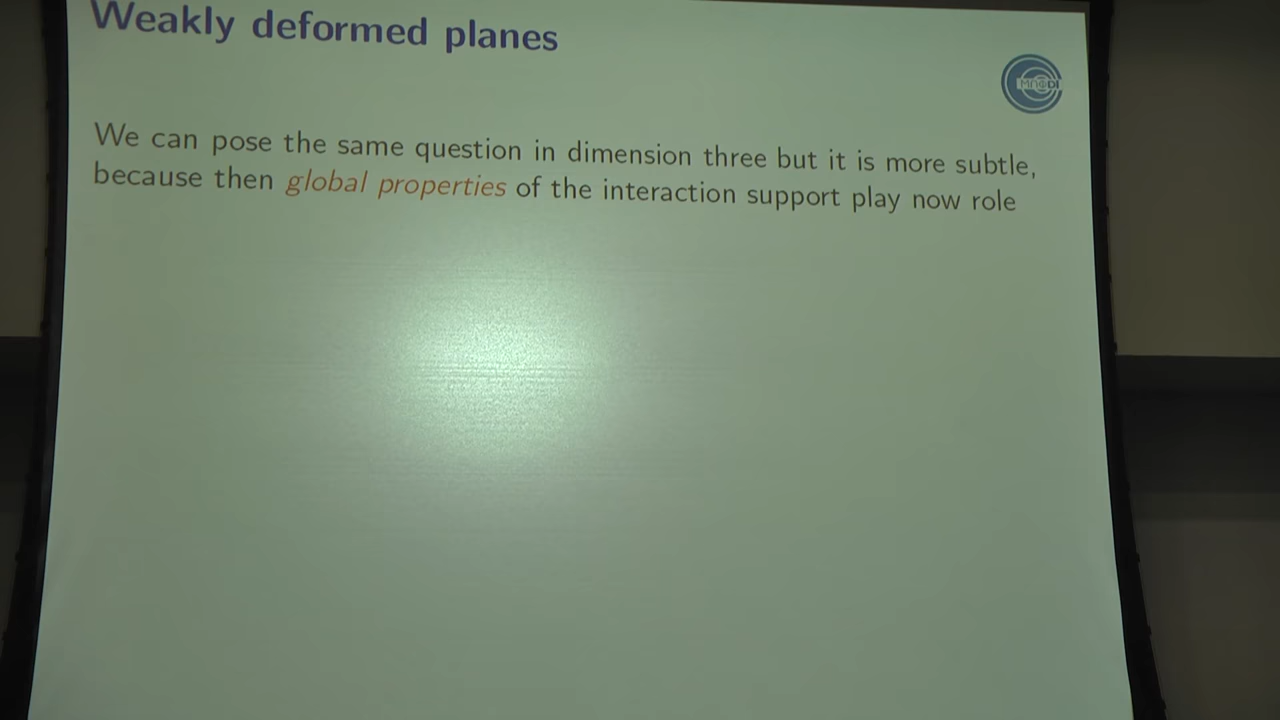 Weakly deformed planes
We can pose the same question in dimension three but it is more subtle,
because then global properties of the interaction support play now role